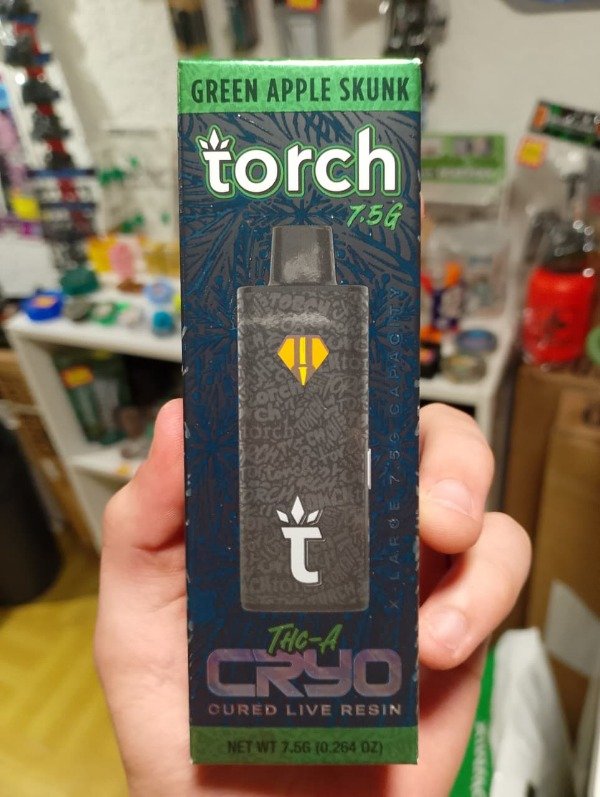 GREEN APPLE SKUNK
torch
7.5G
X-LARGE 7.5G CAPACITY
t
THC-A
CRYO
CURED LIVE RESIN
NET WT 7.5G (0.264 OZ)